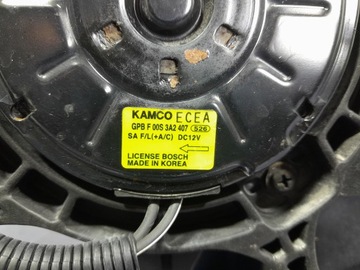 KAMCO ECEA
GPB F 00S 3A2 407 S26
SA F/L(+A/C) DC12V
LICENSE BOSCH
MADE IN KOREA